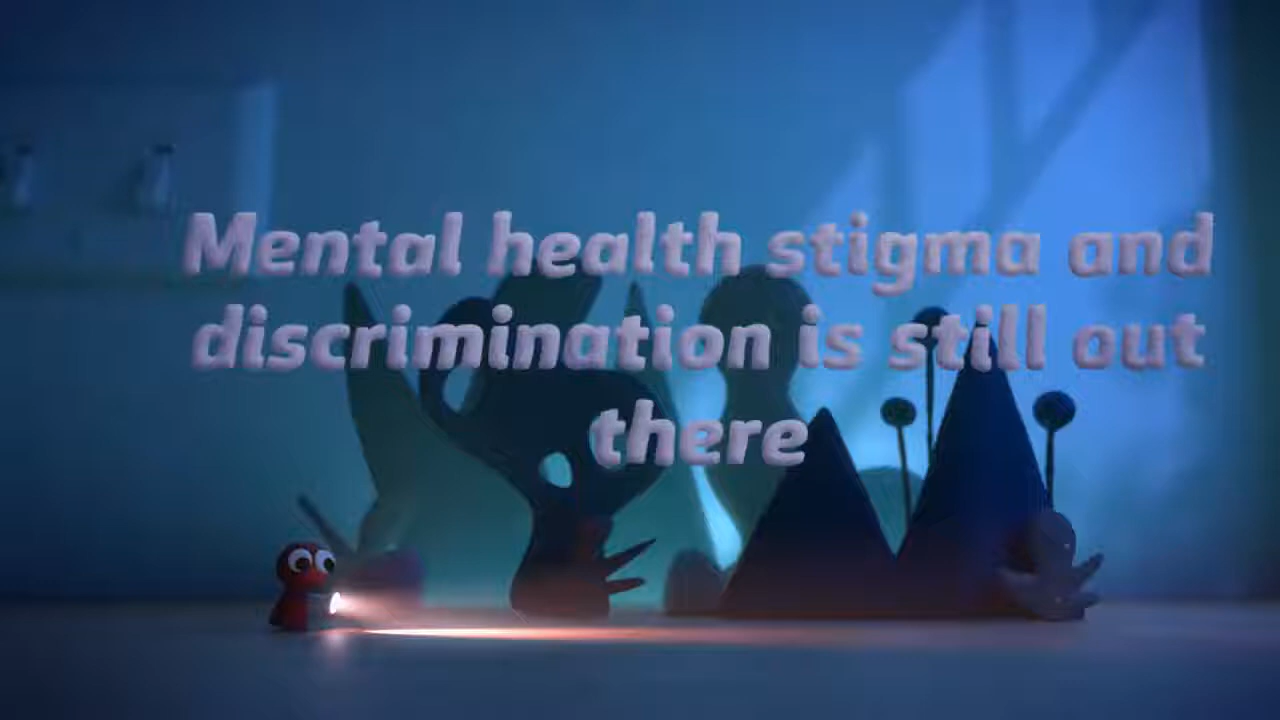 Mental health stigma and
discrimination is still out
there